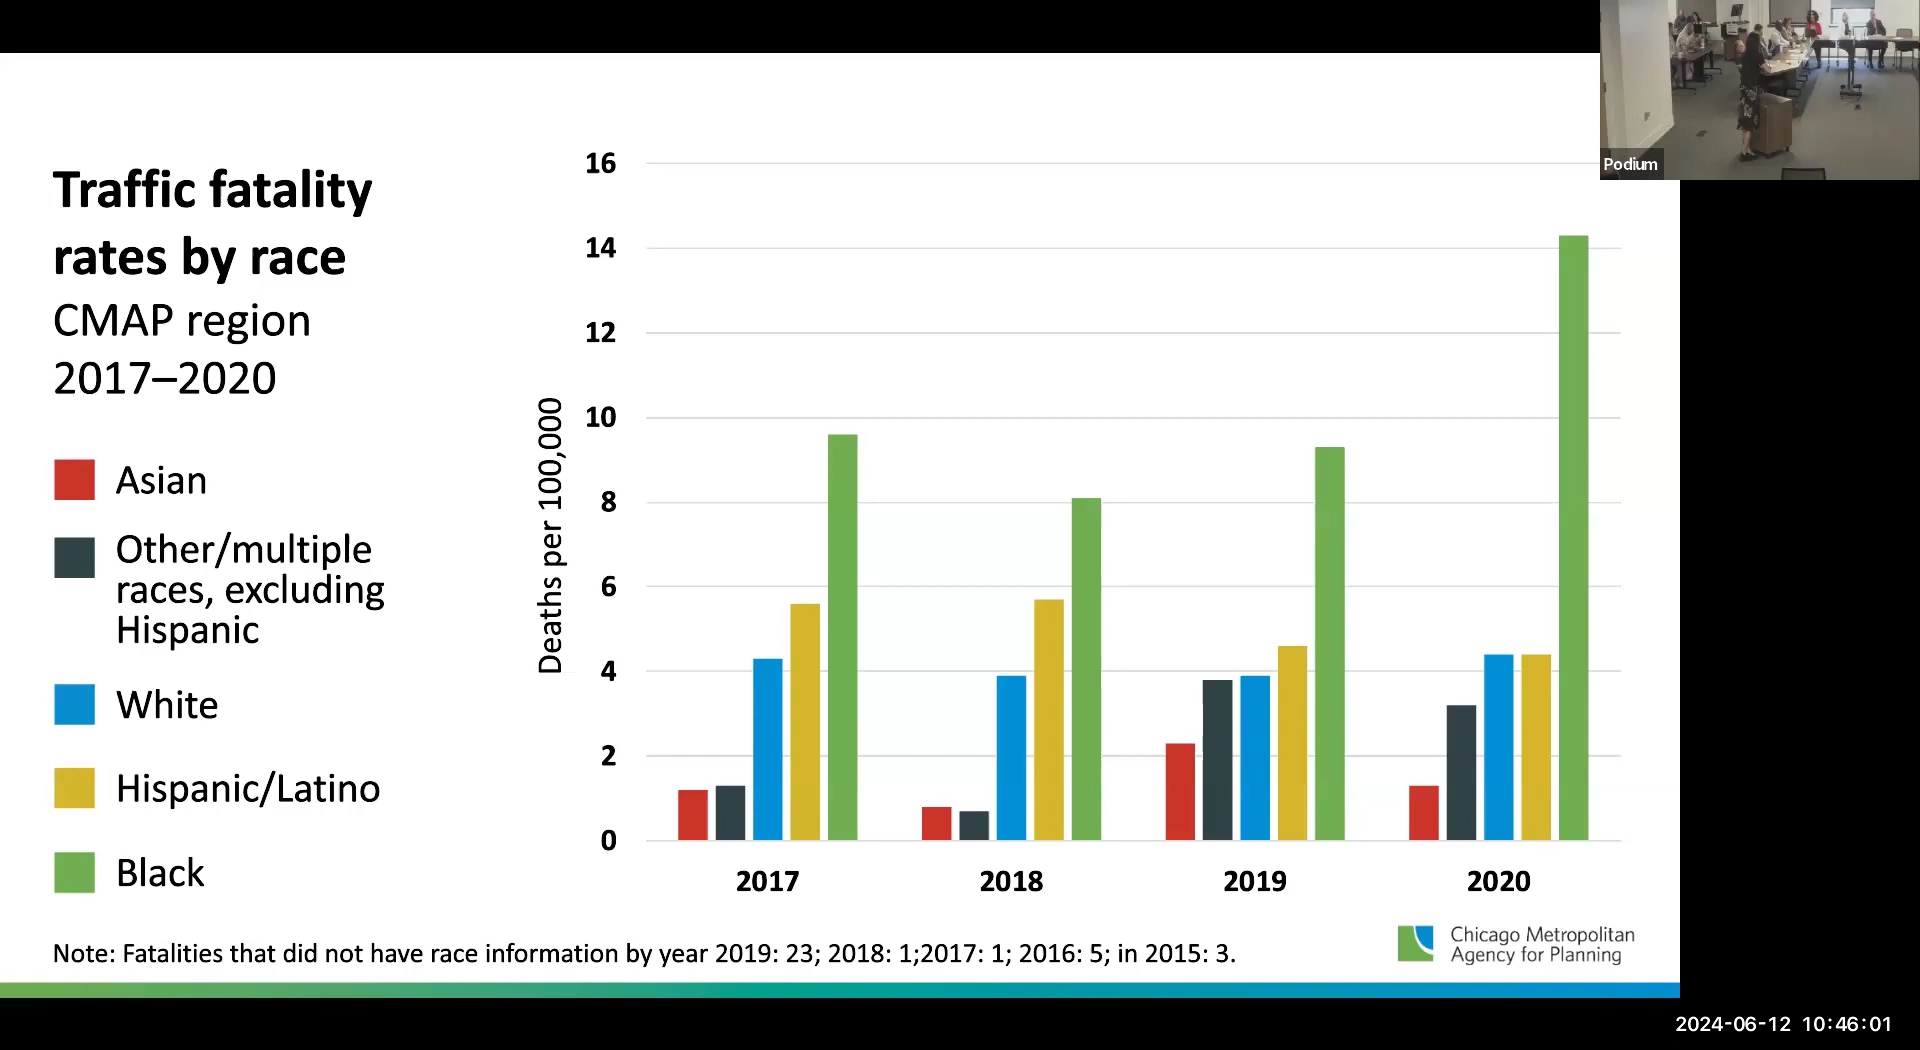 Podium
Traffic fatality
rates by race
CMAP region
2017–2020
Asian
Other/multiple
races, excluding
Hispanic
White
Hispanic/Latino
Black
Deaths per 100,000
16
14
12
10
8
6
4
2
0
2017
2018
2019
2020
Note: Fatalities that did not have race information by year 2019: 23; 2018: 1;2017: 1; 2016: 5; in 2015: 3.
Chicago Metropolitan
Agency for Planning
2024-06-12 10:46:01